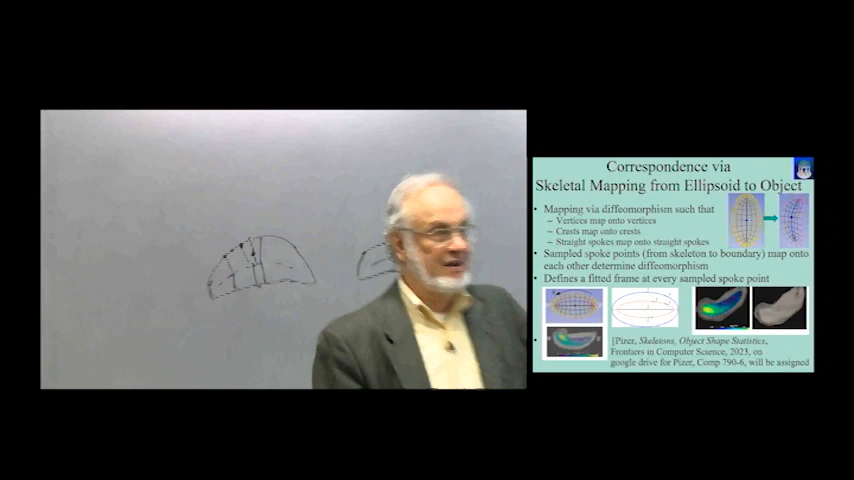 Correspondence via
Skeletal Mapping from Ellipsoid to Object
• Mapping via diffeomorphism such that
– Vertices map onto vertices
– Crests map onto crests
– Straight spokes map onto straight spokes
• Sampled spoke points (from skeleton to boundary) map onto
each other determine diffeomorphism
• Defines a fitted frame at every sampled spoke point
• [Pizer, Skeletons, Object Shape Statistics,
Frontiers in Computer Science, 2023, on
google drive for Pizer, Comp 790-6, will be assigned